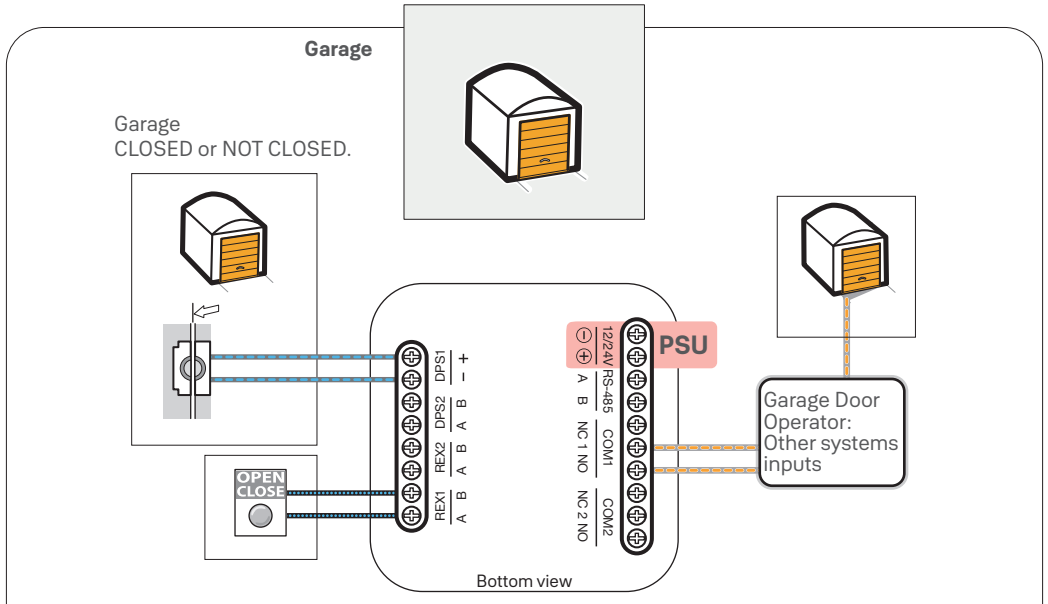 Garage
Garage
CLOSED or NOT CLOSED.
OPEN
CLOSE
DPS1
+
−
DPS2
B
A
REX2
B
A
REX1
B
A
12/24V
⊖
⊕
PSU
RS-485
A
B
COM1
NC 1 NO
COM2
NC 2 NO
Garage Door
Operator:
Other systems
inputs
Bottom view